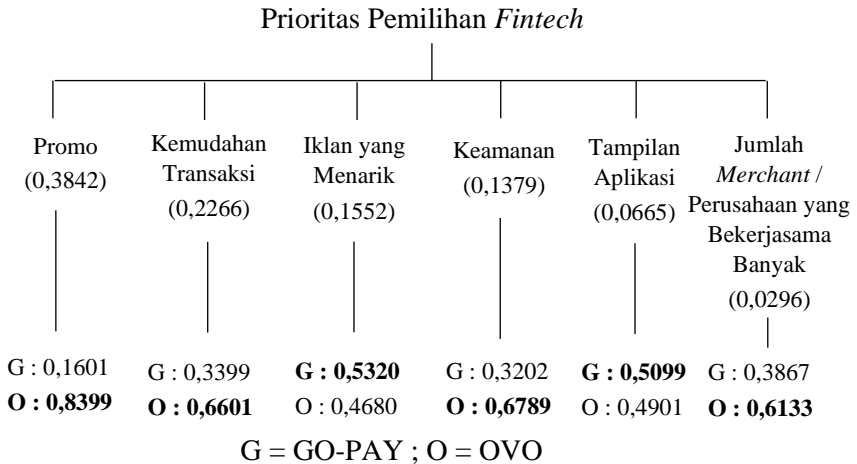 Prioritas Pemilihan Fintech
Promo
(0,3842)
Kemudahan
Transaksi
(0,2266)
Iklan yang
Menarik
(0,1552)
Keamanan
(0,1379)
Tampilan
Aplikasi
(0,0665)
Jumlah
Merchant /
Perusahaan yang
Bekerjasama
Banyak
(0,0296)
G : 0,1601
O : 0,8399
G : 0,3399
O : 0,6601
G : 0,5320
O : 0,4680
G : 0,3202
O : 0,6789
G : 0,5099
O : 0,4901
G : 0,3867
O : 0,6133
G = GO-PAY ; O = OVO